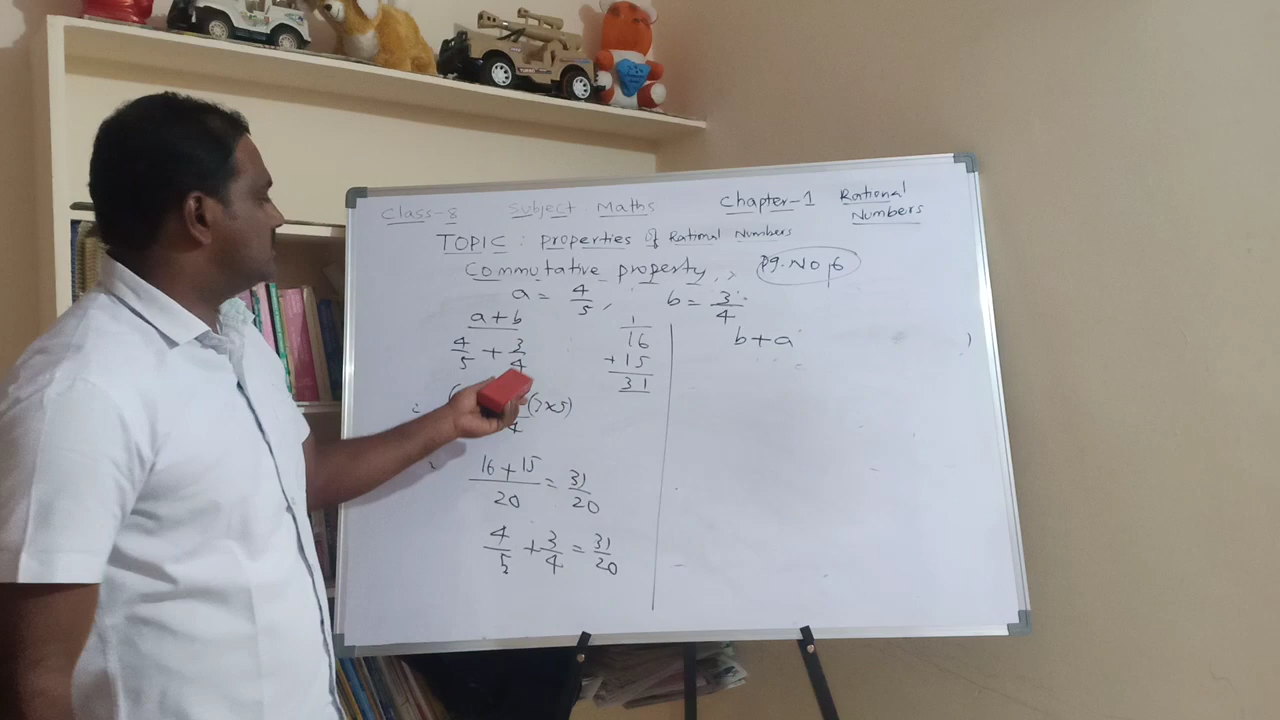 Class-8 Subject Maths Chapter-1 Rational Numbers
TOPIC : Properties of Rational Numbers
Commutative property, Pg. No 6
a = 4/5, b = 3/4
a+b
4/5 + 3/4
1
16
+15
31
b+a
5)
4
16+15/20 = 31/20
4/5 + 3/4 = 31/20